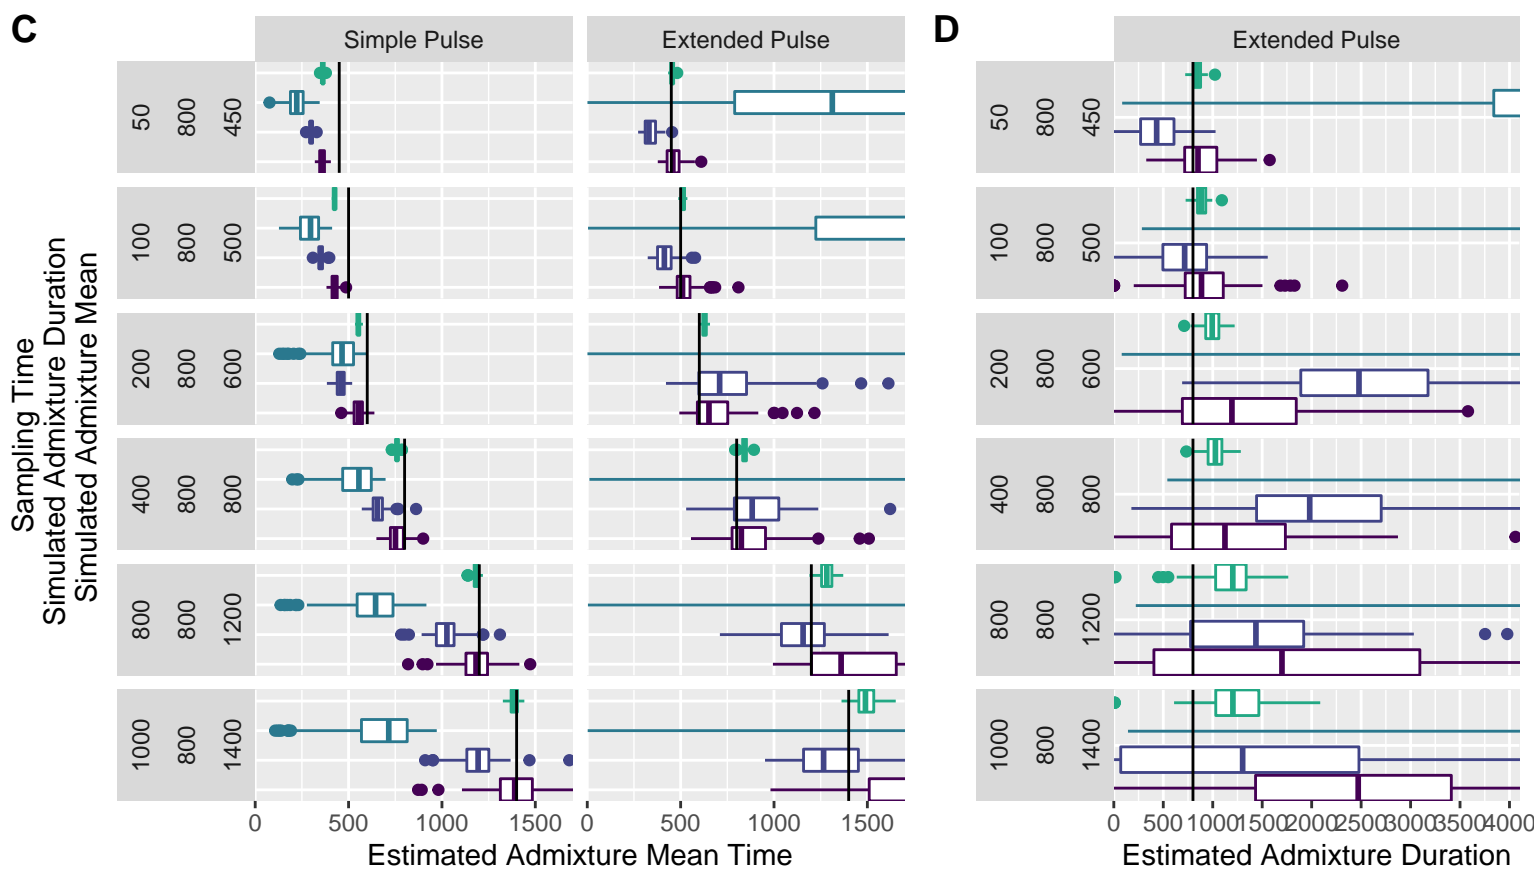 C
D
Simple Pulse
Extended Pulse
Extended Pulse
Sampling Time
Simulated Admixture Duration
Simulated Admixture Mean
50 800 450
100 800 500
200 800 600
400 800 800
800 800 1200
1000 800 1400
50 800 450
100 800 500
200 800 600
400 800 800
800 800 1200
1000 800 1400
0 500 1000 1500
0 500 1000 1500
0 500 1000 1500 2000 2500 3000 3500 4000
Estimated Admixture Mean Time
Estimated Admixture Duration